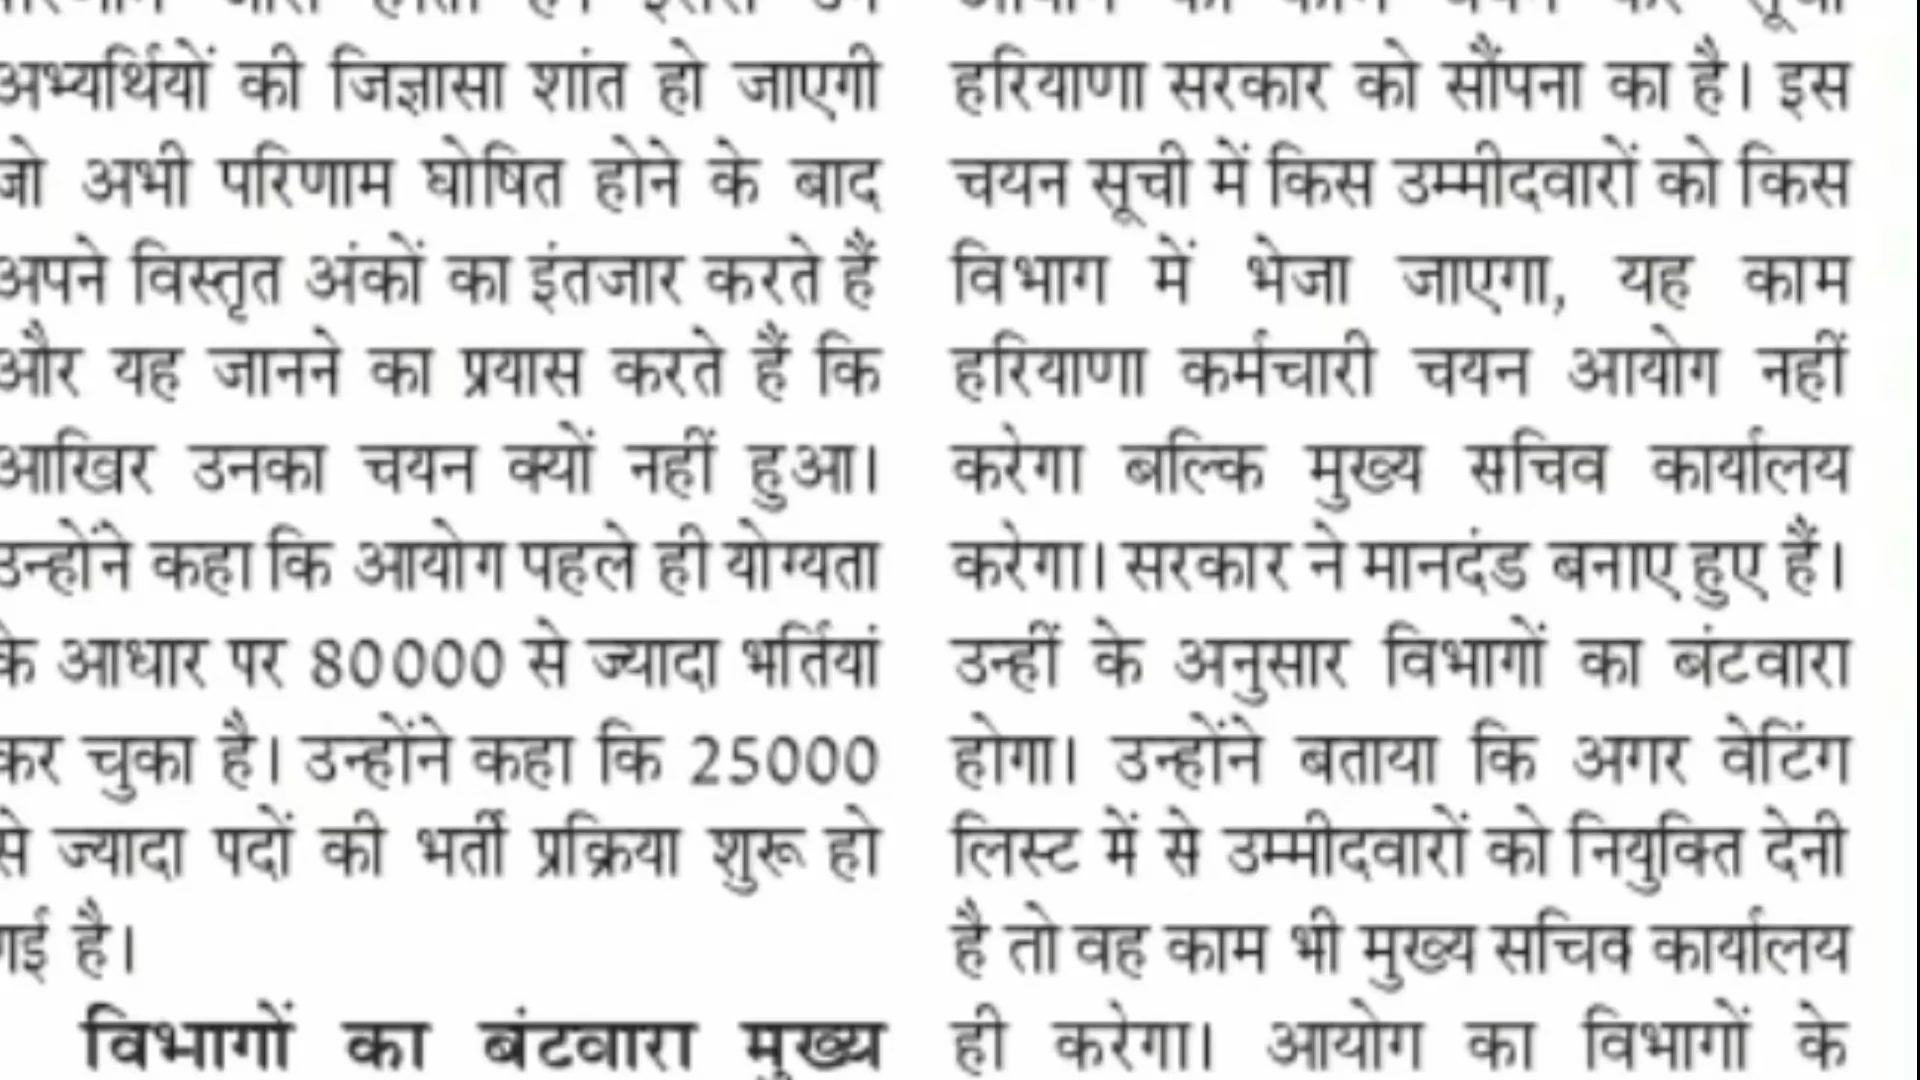 अभ्यर्थियों की जिज्ञासा शांत हो जाएगी
जो अभी परिणाम घोषित होने के बाद
अपने विस्तृत अंकों का इंतजार करते हैं
और यह जानने का प्रयास करते हैं कि
आखिर उनका चयन क्यों नहीं हुआ।
उन्होंने कहा कि आयोग पहले ही योग्यता
के आधार पर 80000 से ज्यादा भर्तियां
कर चुका है। उन्होंने कहा कि 25000
से ज्यादा पदों की भर्ती प्रक्रिया शुरू हो
गई है।
विभागों का बंटवारा मुख्य
हरियाणा सरकार को सौंपना का है। इस
चयन सूची में किस उम्मीदवारों को किस
विभाग में भेजा जाएगा, यह काम
हरियाणा कर्मचारी चयन आयोग नहीं
करेगा बल्कि मुख्य सचिव कार्यालय
करेगा। सरकार ने मानदंड बनाए हुए हैं।
उन्हीं के अनुसार विभागों का बंटवारा
होगा। उन्होंने बताया कि अगर वेटिंग
लिस्ट में से उम्मीदवारों को नियुक्ति देनी
है तो वह काम भी मुख्य सचिव कार्यालय
ही करेगा। आयोग का विभागों के